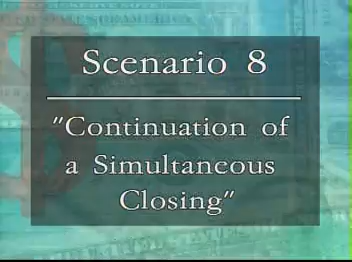 Scenario 8
"Continuation of
a Simultaneous
Closing"